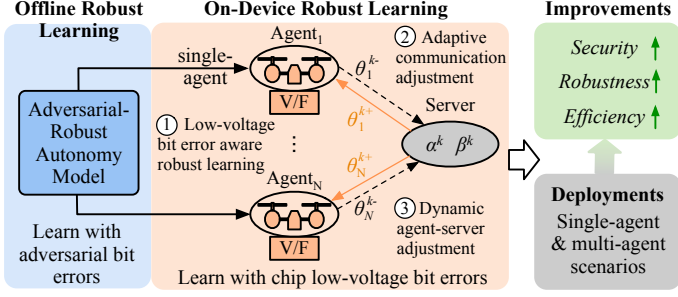 Offline Robust
Learning
Adversarial-
Robust
Autonomy
Model
Learn with
adversarial bit
errors
On-Device Robust Learning
single-
agent
Agent₁
V/F
① Low-voltage
bit error aware
robust learning
⋮
Agent_N
V/F
θ₁ᵏ⁻
θ₁ᵏ⁺
θ_N^{k+}
θ_N^{k-}
② Adaptive
communication
adjustment
Server
αᵏ βᵏ
③ Dynamic
agent-server
adjustment
Learn with chip low-voltage bit errors
Improvements
Security
Robustness
Efficiency
Deployments
Single-agent
& multi-agent
scenarios